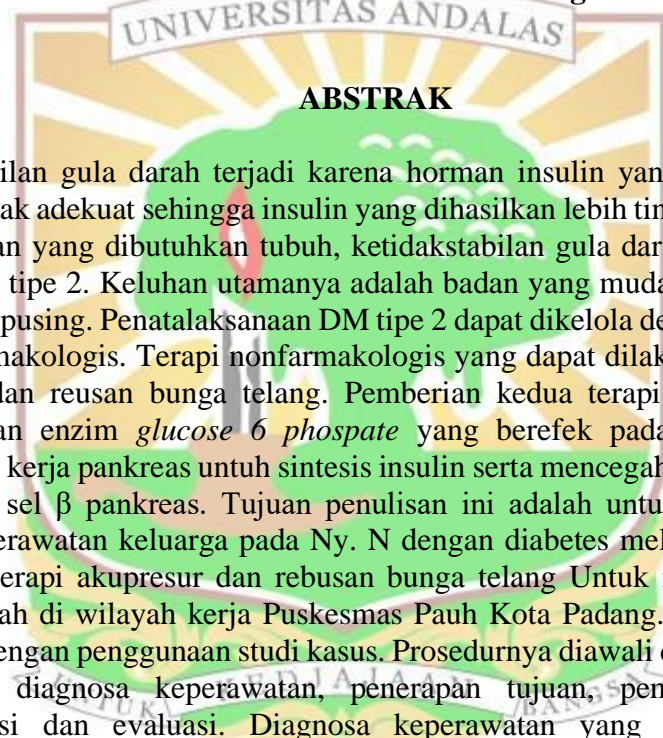 UNIVERSITAS ANDALAS
ABSTRAK
ilan gula darah terjadi karena horman insulin yan
ak adekuat sehingga insulin yang dihasilkan lebih tin
an yang dibutuhkan tubuh, ketidakstabilan gula dar
tipe 2. Keluhan utamanya adalah badan yang muda
pusing. Penatalaksanaan DM tipe 2 dapat dikelola de
makologis. Terapi nonfarmakologis yang dapat dilak
dan reusan bunga telang. Pemberian kedua terapi
an enzim glucose 6 phospate yang berefek pada
kerja pankreas untuh sintesis insulin serta mencegah
sel β pankreas. Tujuan penulisan ini adalah untu
erawatan keluarga pada Ny. N dengan diabetes mel
erapi akupresur dan rebusan bunga telang Untuk
ah di wilayah kerja Puskesmas Pauh Kota Padang.
engan penggunaan studi kasus. Prosedurnya diawali
diagnosa keperawatan, penerapan tujuan, pen
si dan evaluasi. Diagnosa keperawatan yang
UNTUK KEDJAJAAN BANGSA